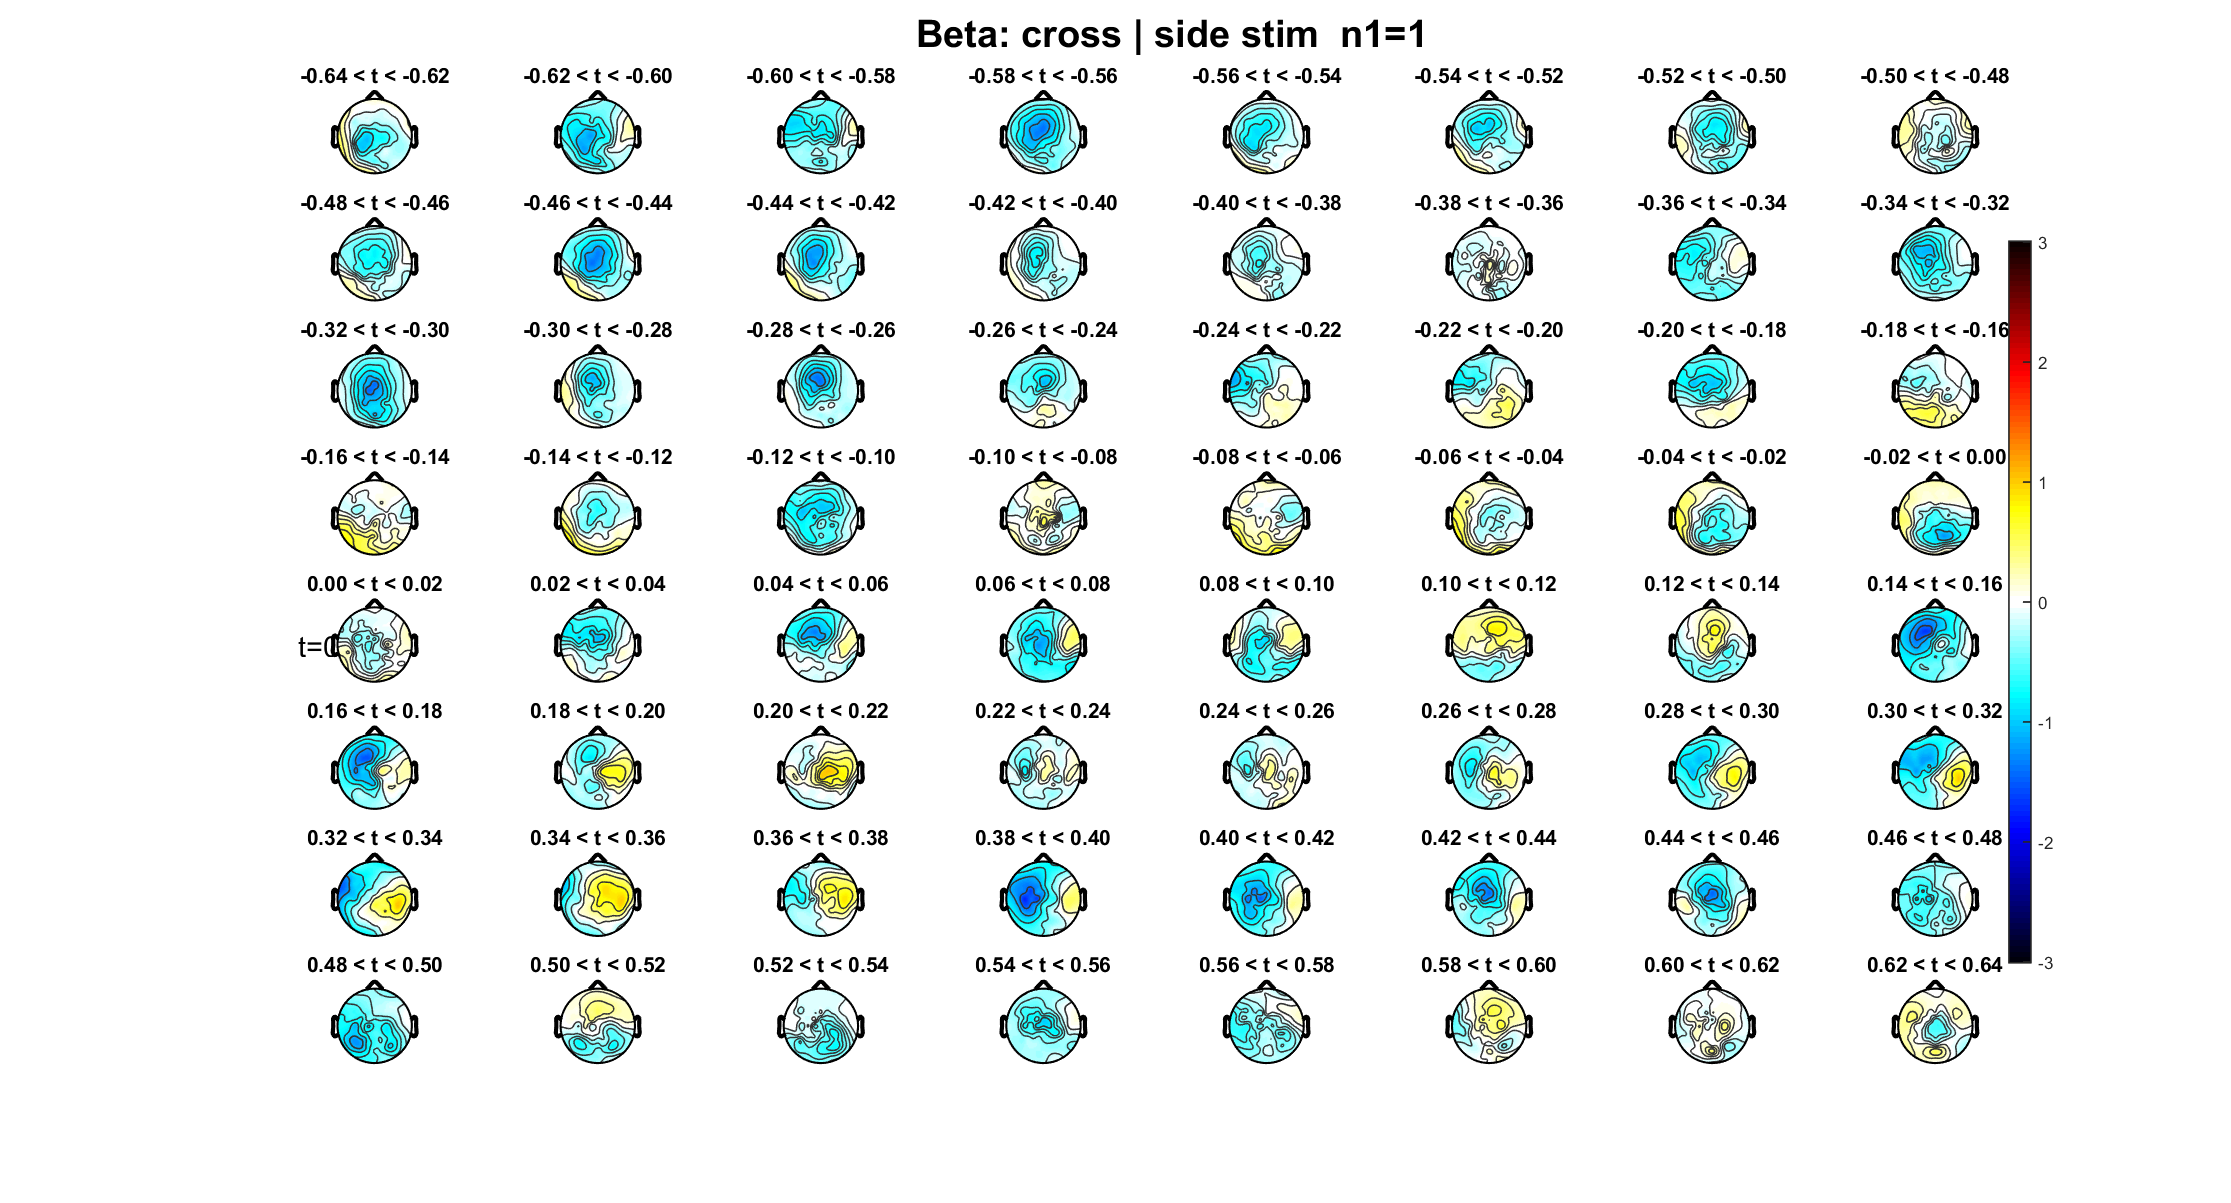 Beta: cross | side stim n1=1
-0.64 < t < -0.62 -0.62 < t < -0.60 -0.60 < t < -0.58 -0.58 < t < -0.56 -0.56 < t < -0.54 -0.54 < t < -0.52 -0.52 < t < -0.50 -0.50 < t < -0.48
-0.48 < t < -0.46 -0.46 < t < -0.44 -0.44 < t < -0.42 -0.42 < t < -0.40 -0.40 < t < -0.38 -0.38 < t < -0.36 -0.36 < t < -0.34 -0.34 < t < -0.32
3
-0.32 < t < -0.30 -0.30 < t < -0.28 -0.28 < t < -0.26 -0.26 < t < -0.24 -0.24 < t < -0.22 -0.22 < t < -0.20 -0.20 < t < -0.18 -0.18 < t < -0.16
2
-0.16 < t < -0.14 -0.14 < t < -0.12 -0.12 < t < -0.10 -0.10 < t < -0.08 -0.08 < t < -0.06 -0.06 < t < -0.04 -0.04 < t < -0.02 -0.02 < t < 0.00
1
0.00 < t < 0.02 0.02 < t < 0.04 0.04 < t < 0.06 0.06 < t < 0.08 0.08 < t < 0.10 0.10 < t < 0.12 0.12 < t < 0.14 0.14 < t < 0.16
0
t=0
0.16 < t < 0.18 0.18 < t < 0.20 0.20 < t < 0.22 0.22 < t < 0.24 0.24 < t < 0.26 0.26 < t < 0.28 0.28 < t < 0.30 0.30 < t < 0.32
-1
0.32 < t < 0.34 0.34 < t < 0.36 0.36 < t < 0.38 0.38 < t < 0.40 0.40 < t < 0.42 0.42 < t < 0.44 0.44 < t < 0.46 0.46 < t < 0.48
-2
0.48 < t < 0.50 0.50 < t < 0.52 0.52 < t < 0.54 0.54 < t < 0.56 0.56 < t < 0.58 0.58 < t < 0.60 0.60 < t < 0.62 0.62 < t < 0.64
-3